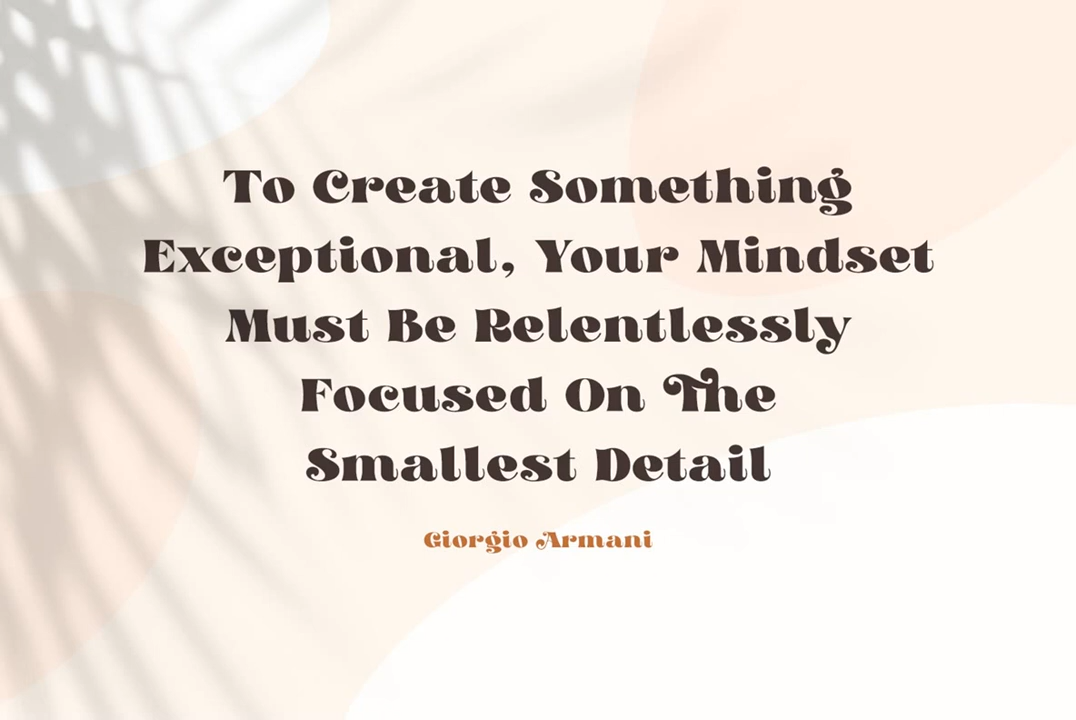 To Create Something
Exceptional, Your Mindset
Must Be Relentlessly
Focused On The
Smallest Detail
Giorgio Armani